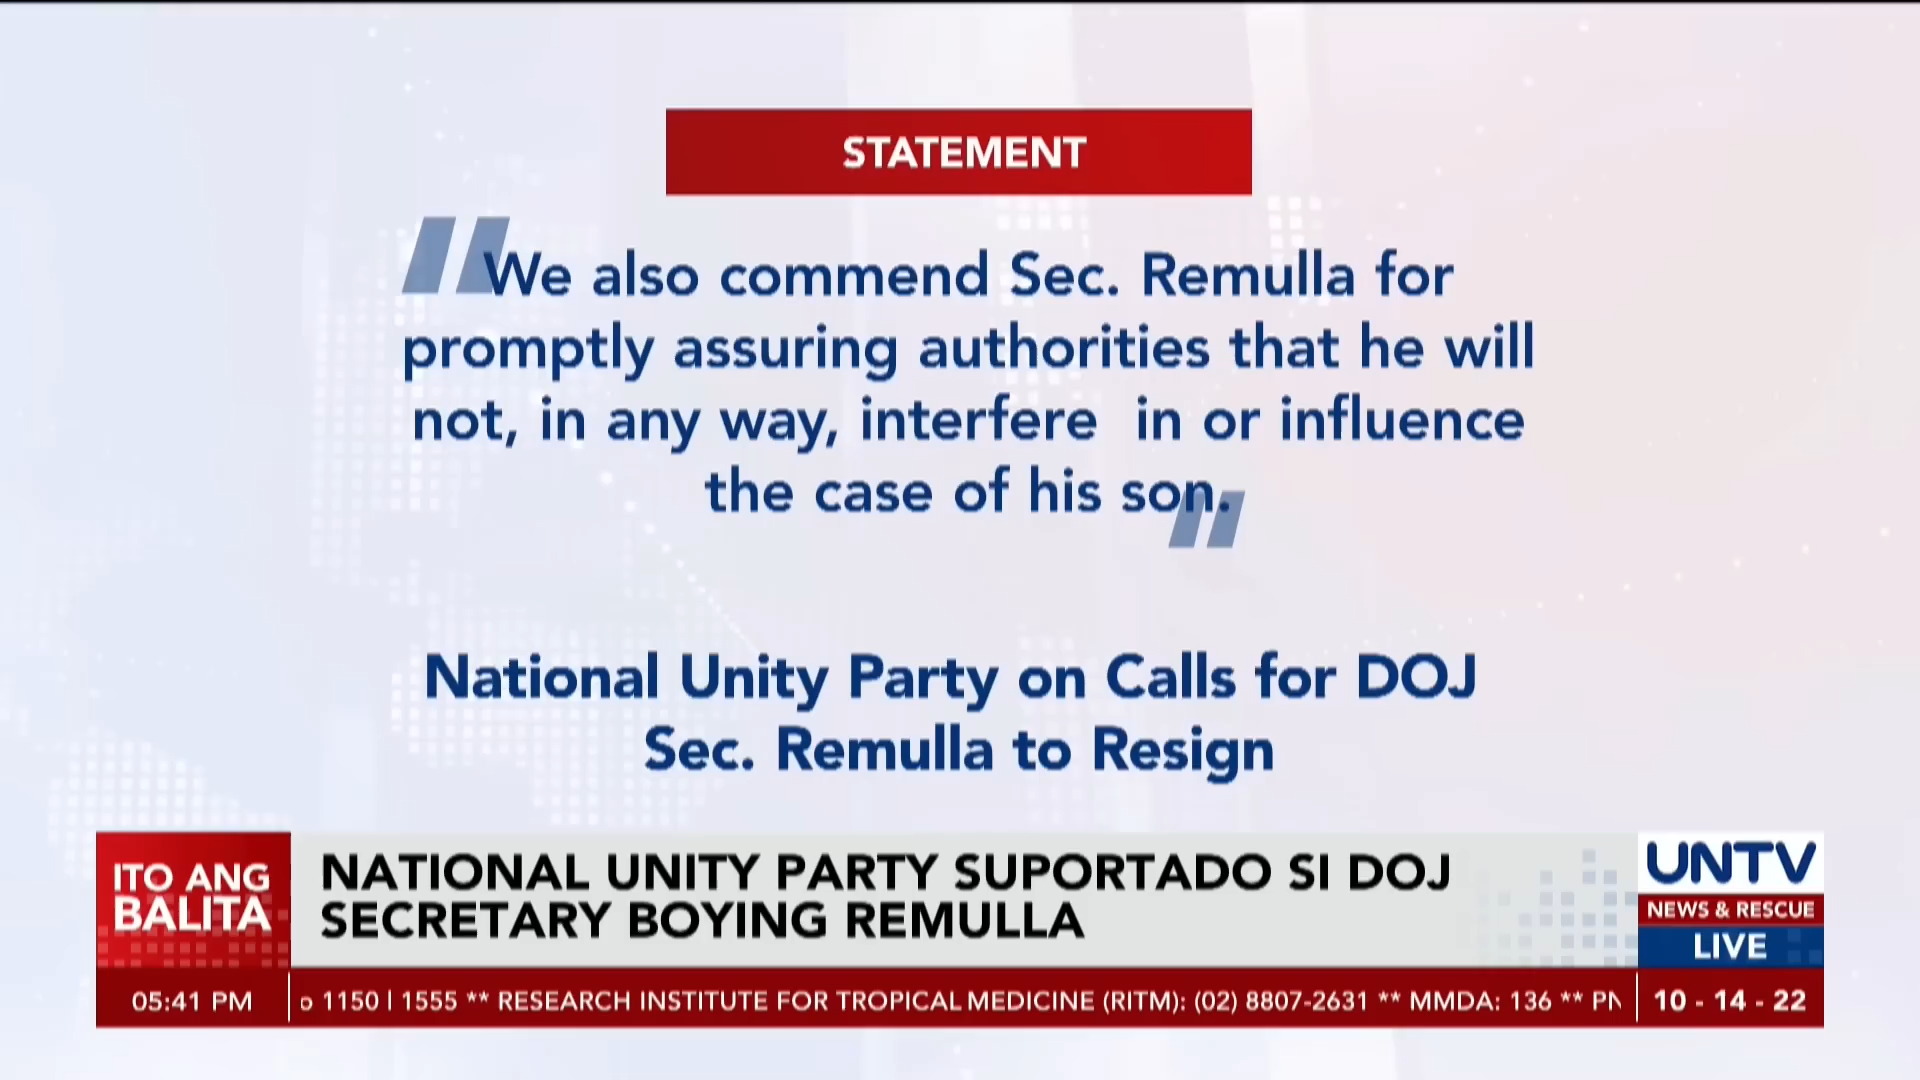 STATEMENT
"We also commend Sec. Remulla for
promptly assuring authorities that he will
not, in any way, interfere  in or influence
the case of his son."
National Unity Party on Calls for DOJ
Sec. Remulla to Resign
ITO ANG
BALITA
NATIONAL UNITY PARTY SUPORTADO SI DOJ
SECRETARY BOYING REMULLA
UNTV
NEWS & RESCUE
LIVE
05:41 PM
o 1150 | 1555 ** RESEARCH INSTITUTE FOR TROPICAL MEDICINE (RITM): (02) 8807-2631 ** MMDA: 136 ** PN
10 - 14 - 22